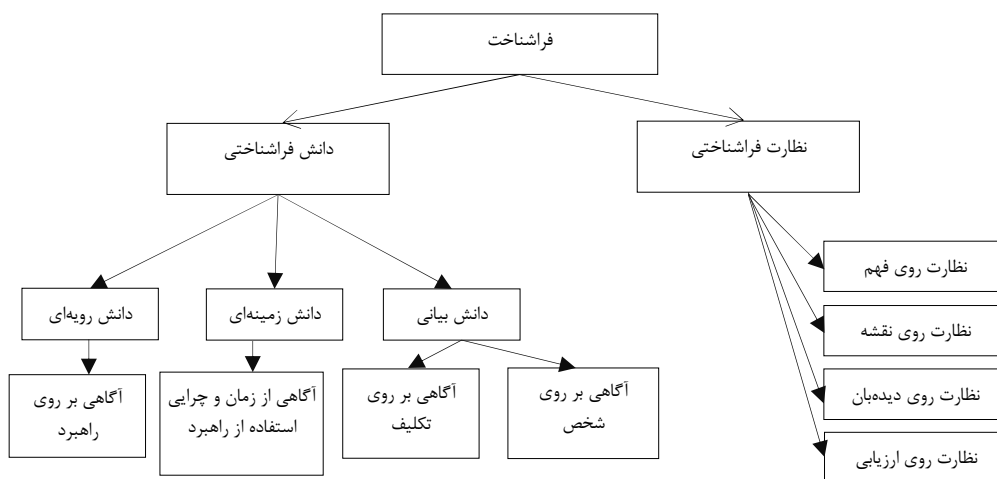 فراشناخت
نظارت فراشناختی
دانش فراشناختی
نظارت روی فهم
نظارت روی نقشه
نظارت روی دیده‌بان
نظارت روی ارزیابی
دانش بیانی
دانش زمینه‌ای
دانش رویه‌ای
آگاهی بر روی
شخص
آگاهی بر روی
تکلیف
آگاهی از زمان و چرایی
استفاده از راهبرد
آگاهی بر روی
راهبرد